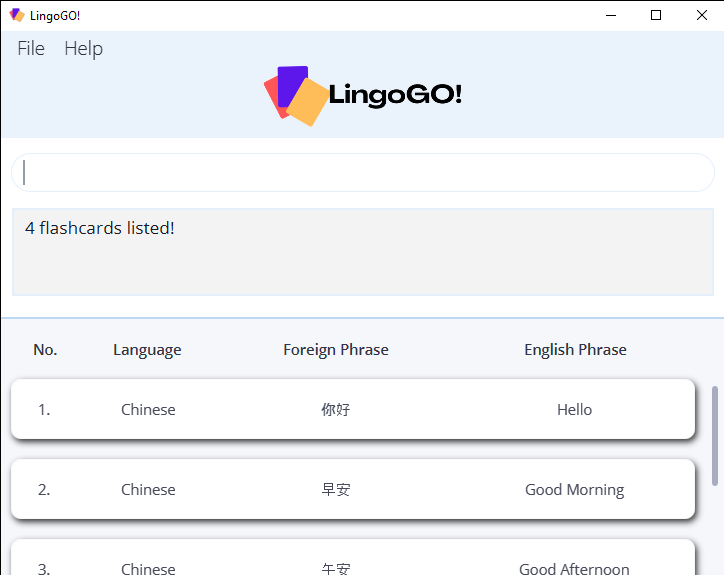 LingoGO!
File Help
LingoGO!
4 flashcards listed!
No. Language Foreign Phrase English Phrase
1. Chinese 你好 Hello
2. Chinese 早安 Good Morning
3. Chinese 午安 Good Afternoon